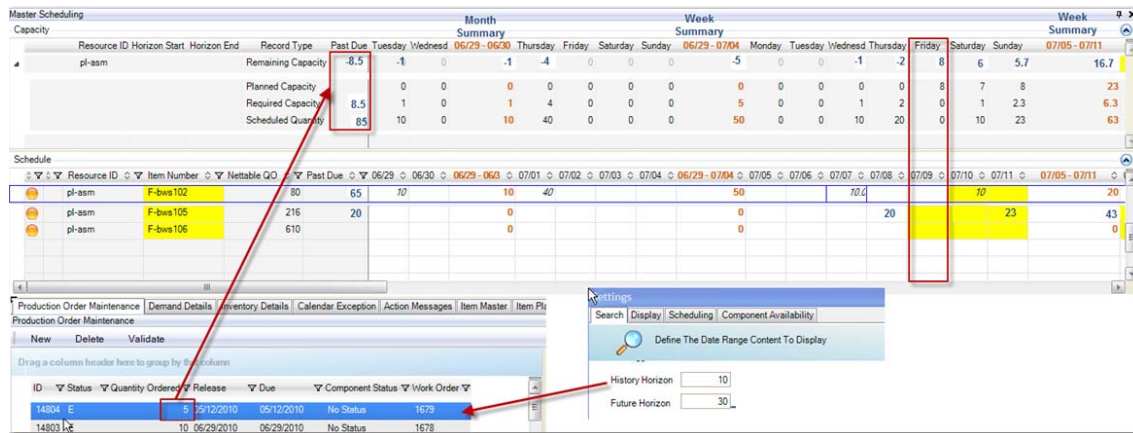 Master Scheduling
Capacity
Month Summary Week Summary Week Summary
Resource ID Horizon Start Horizon End Record Type Past Due Tuesday Wednesd 06/29 - 06/30 Thursday Friday Saturday Sunday 06/29 - 07/04 Monday Tuesday Wednesd Thursday Friday Saturday Sunday 07/05 - 07/11
pl-asm Remaining Capacity -8.5 -1 0 -1 -4 0 0 0 -5 0 0 -1 -2 8 6 5.7 16.7
Planned Capacity 0 0 0 0 0 0 0 0 0 0 0 0 8 7 8 23
Required Capacity 8.5 1 0 1 4 0 0 0 5 0 0 1 2 0 1 2.3 6.3
Scheduled Quantity 85 10 0 10 40 0 0 0 50 0 0 10 20 0 10 23 63
Schedule
Resource ID Item Number Nettable QO Past Due 06/29 06/30 06/29 - 06/3 07/01 07/02 07/03 07/04 06/29 - 07/04 07/05 07/06 07/07 07/08 07/09 07/10 07/11 07/05 - 07/11
pl-asm F-bws102 80 65 10 10 40 50 10.0 10 20
pl-asm F-bws105 216 20 0 0 20 23 43
pl-asm F-bws106 610 0 0 0
Production Order Maintenance Demand Details Inventory Details Calendar Exception Action Messages Item Master Item Pla
Production Order Maintenance
New Delete Validate
Drag a column header here to group by this column
ID Status Quantity Ordered Release Due Component Status Work Order
14804 E 5 05/12/2010 05/12/2010 No Status 1679
14803 E 10 06/29/2010 06/29/2010 No Status 1678
Settings
Search Display Scheduling Component Availability
Define The Date Range Content To Display
History Horizon 10
Future Horizon 30